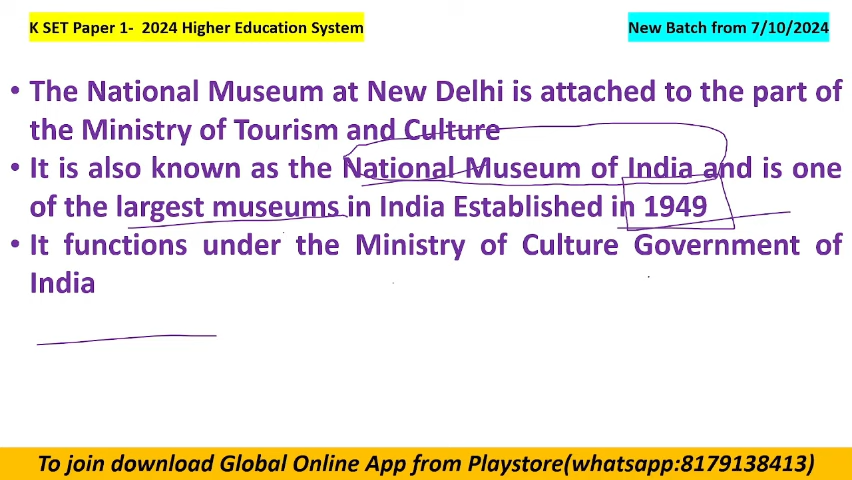 K SET Paper 1-  2024 Higher Education System
New Batch from 7/10/2024
• The National Museum at New Delhi is attached to the part of
the Ministry of Tourism and Culture
• It is also known as the National Museum of India and is one
of the largest museums in India Established in 1949
• It functions under the Ministry of Culture Government of
India
To join download Global Online App from Playstore(whatsapp:8179138413)